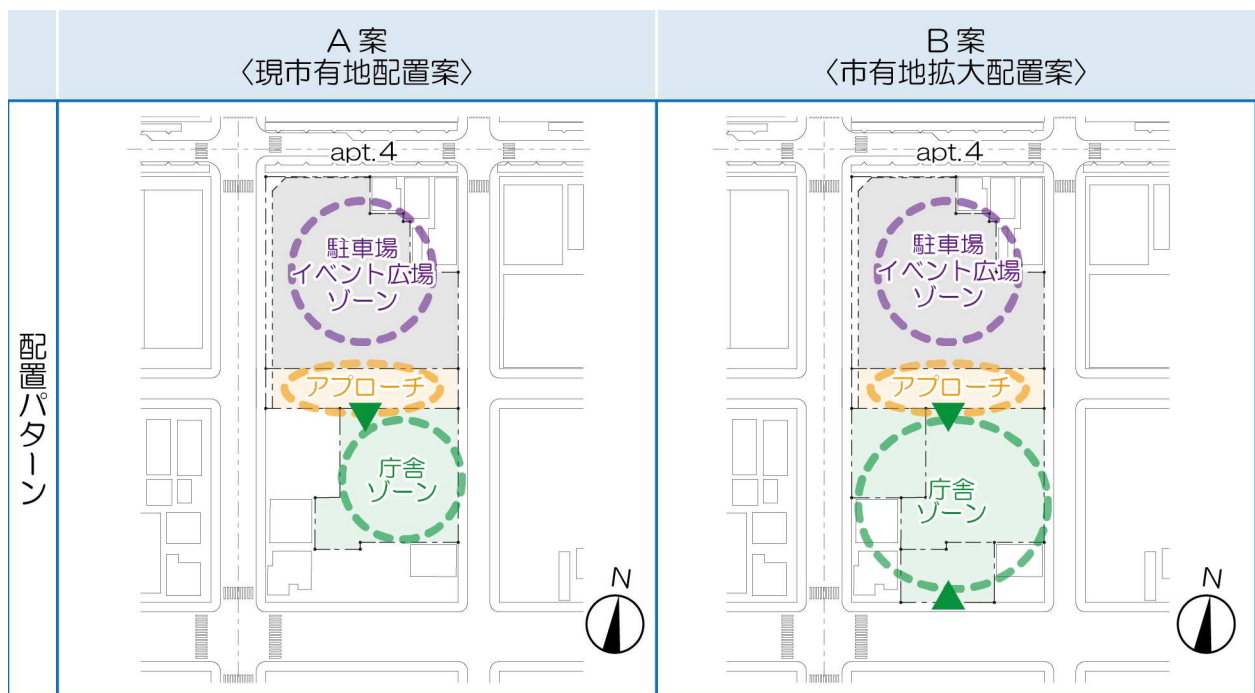 A案
〈現市有地配置案〉
B案
〈市有地拡大配置案〉
配置パターン
apt.4
駐車場
イベント広場
ゾーン
アプローチ
庁舎
ゾーン
N
apt.4
駐車場
イベント広場
ゾーン
アプローチ
庁舎
ゾーン
N